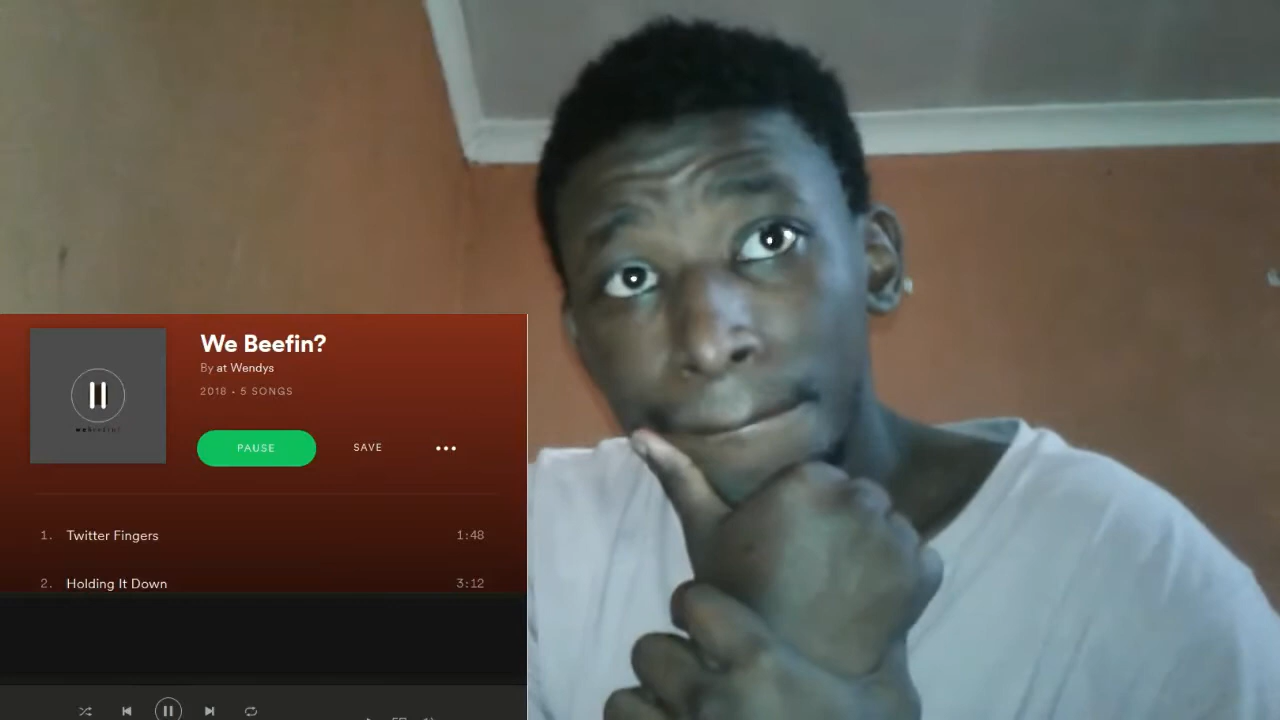 We Beefin?
By at Wendys
2018 • 5 SONGS
PAUSE
SAVE
1. Twitter Fingers 1:48
2. Holding It Down 3:12